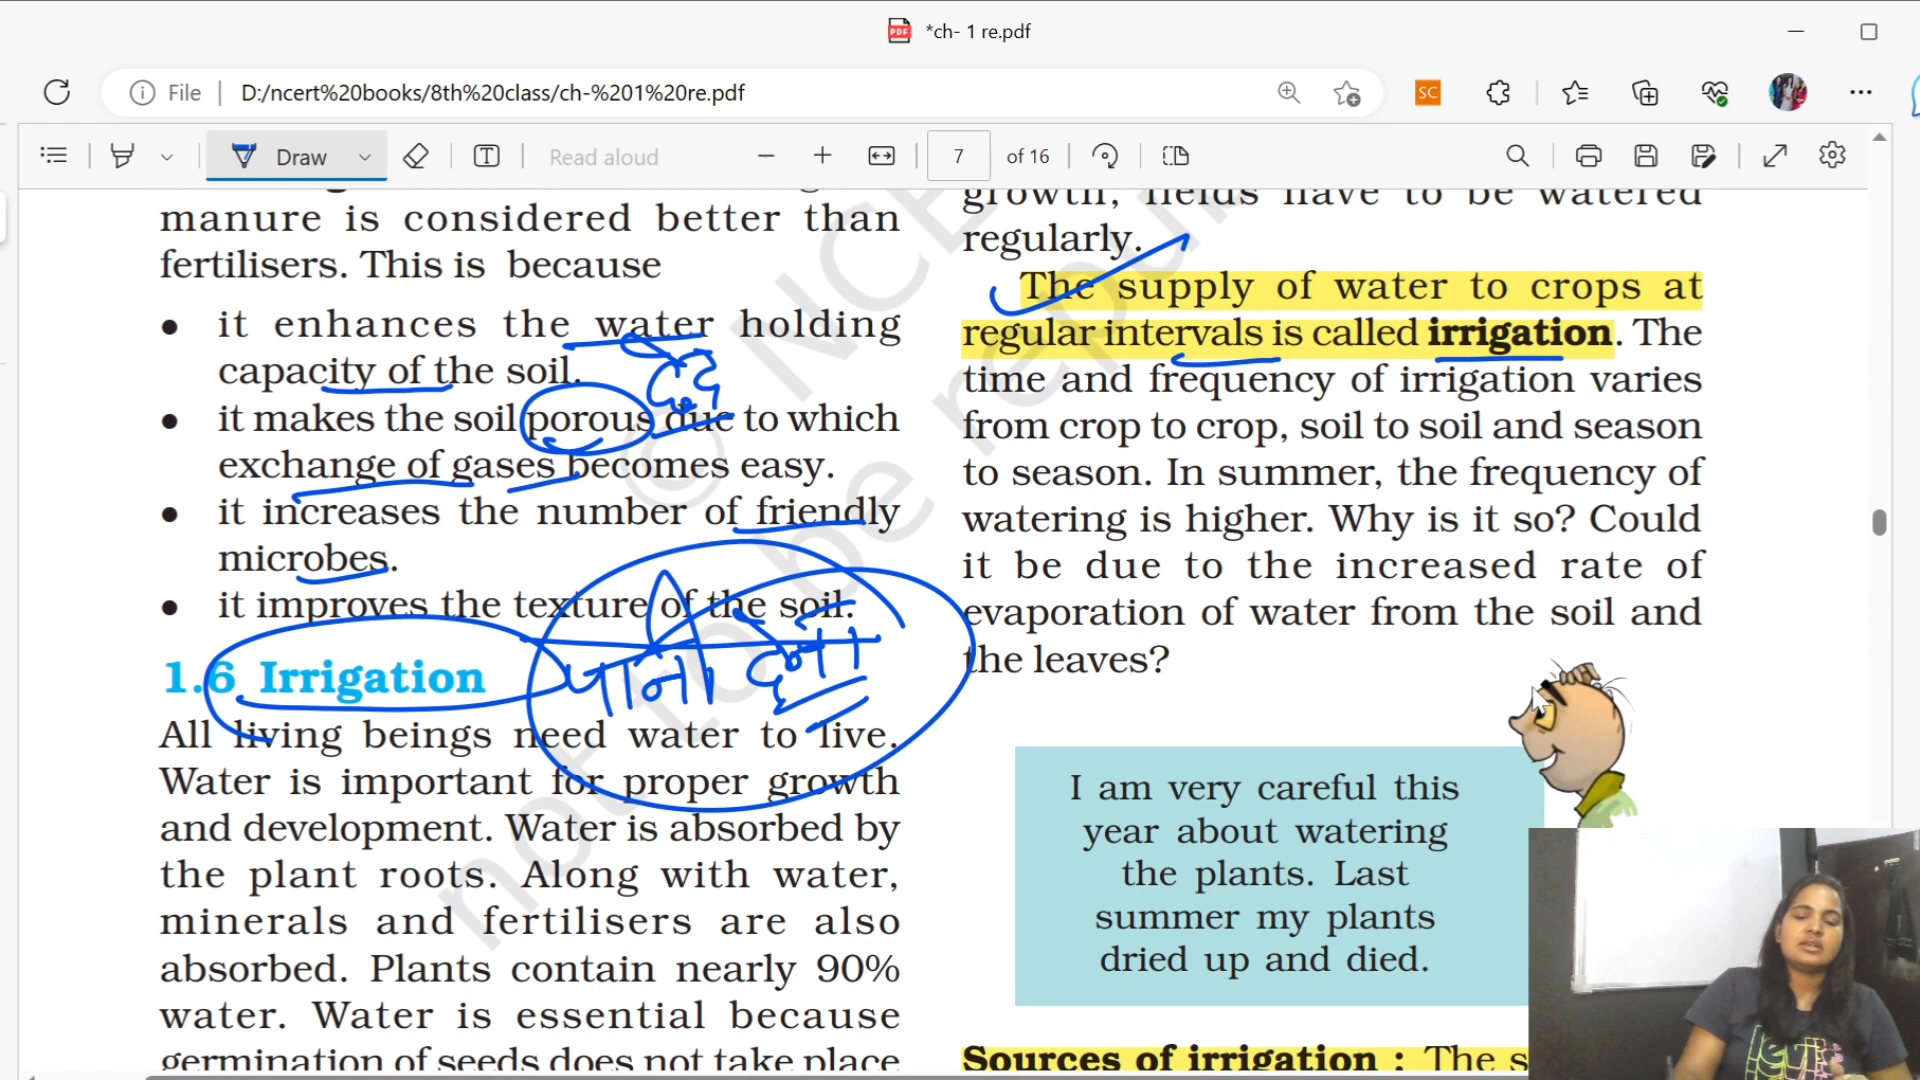 *ch- 1 re.pdf
File
D:/ncert%20books/8th%20class/ch-%201%20re.pdf
SC
Draw
Read aloud
7
of 16
manure is considered better than
fertilisers. This is because
• it enhances the water holding
capacity of the soil.
• it makes the soil porous due to which
exchange of gases becomes easy.
• it increases the number of friendly
microbes.
• it improves the texture of the soil.
1.6 Irrigation
All living beings need water to live.
Water is important for proper growth
and development. Water is absorbed by
the plant roots. Along with water,
minerals and fertilisers are also
absorbed. Plants contain nearly 90%
water. Water is essential because
germination of seeds does not take place
growth, fields have to be watered
regularly.
The supply of water to crops at
regular intervals is called irrigation. The
time and frequency of irrigation varies
from crop to crop, soil to soil and season
to season. In summer, the frequency of
watering is higher. Why is it so? Could
it be due to the increased rate of
evaporation of water from the soil and
the leaves?
I am very careful this
year about watering
the plants. Last
summer my plants
dried up and died.
Sources of irrigation : The s
not to be